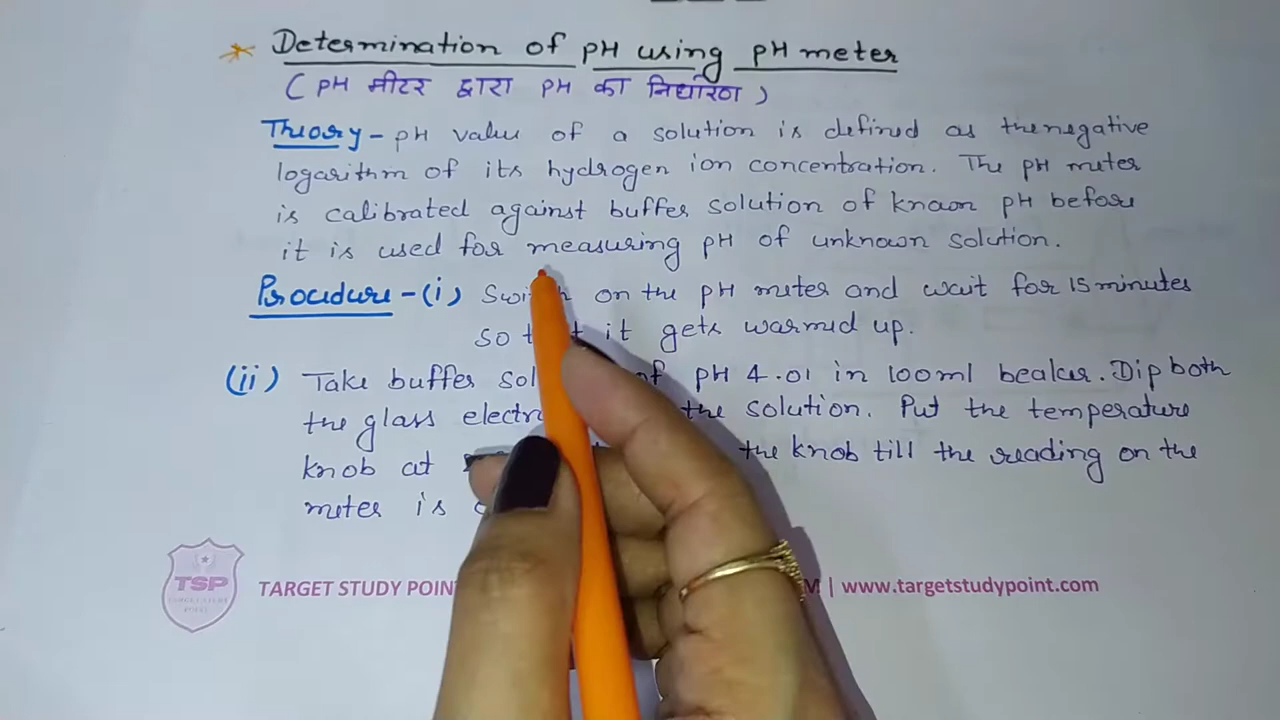 Determination of pH using pH meter
( PH मीटर द्वारा PH का निर्धारण )
Theory - pH value of a solution is defined as the negative
logarithm of its hydrogen ion concentration. The pH meter
is calibrated against buffer solution of known pH before
it is used for measuring pH of unknown solution.
Procedure - (i) on the pH meter and wait for 15 minutes
so it gets warmed up.
(ii) Take buffer of pH 4.01 in 100ml beaker. Dip both
the glass the solution. Put the temperature
knob at the knob till the reading on the
meter is
TSP
TARGET STUDY POIN M | www.targetstudypoint.com